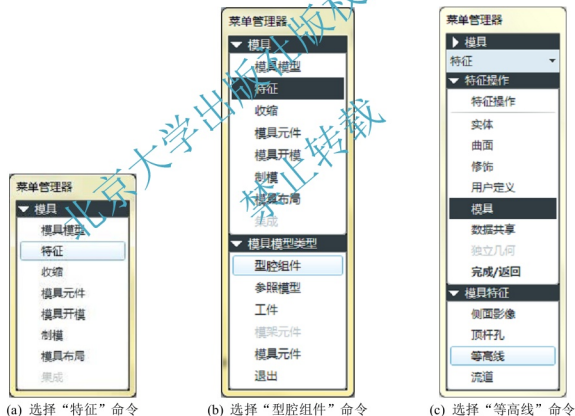 菜单管理器
模具
模具模型
特征
收缩
模具元件
模具开模
制模
模具布局
集成
(a) 选择“特征”命令
菜单管理器
模具
模具模型
特征
收缩
模具元件
模具开模
制模
模具布局
集成
模具模型类型
型腔组件
参照模型
工件
模架元件
模具元件
退出
(b) 选择“型腔组件”命令
菜单管理器
模具
特征
特征操作
特征操作
实体
曲面
修饰
用户定义
模具
数据共享
独立几何
完成/返回
模具特征
侧面影像
顶杆孔
等高线
流道
(c) 选择“等高线”命令
北京大学出版社版权
禁止转载